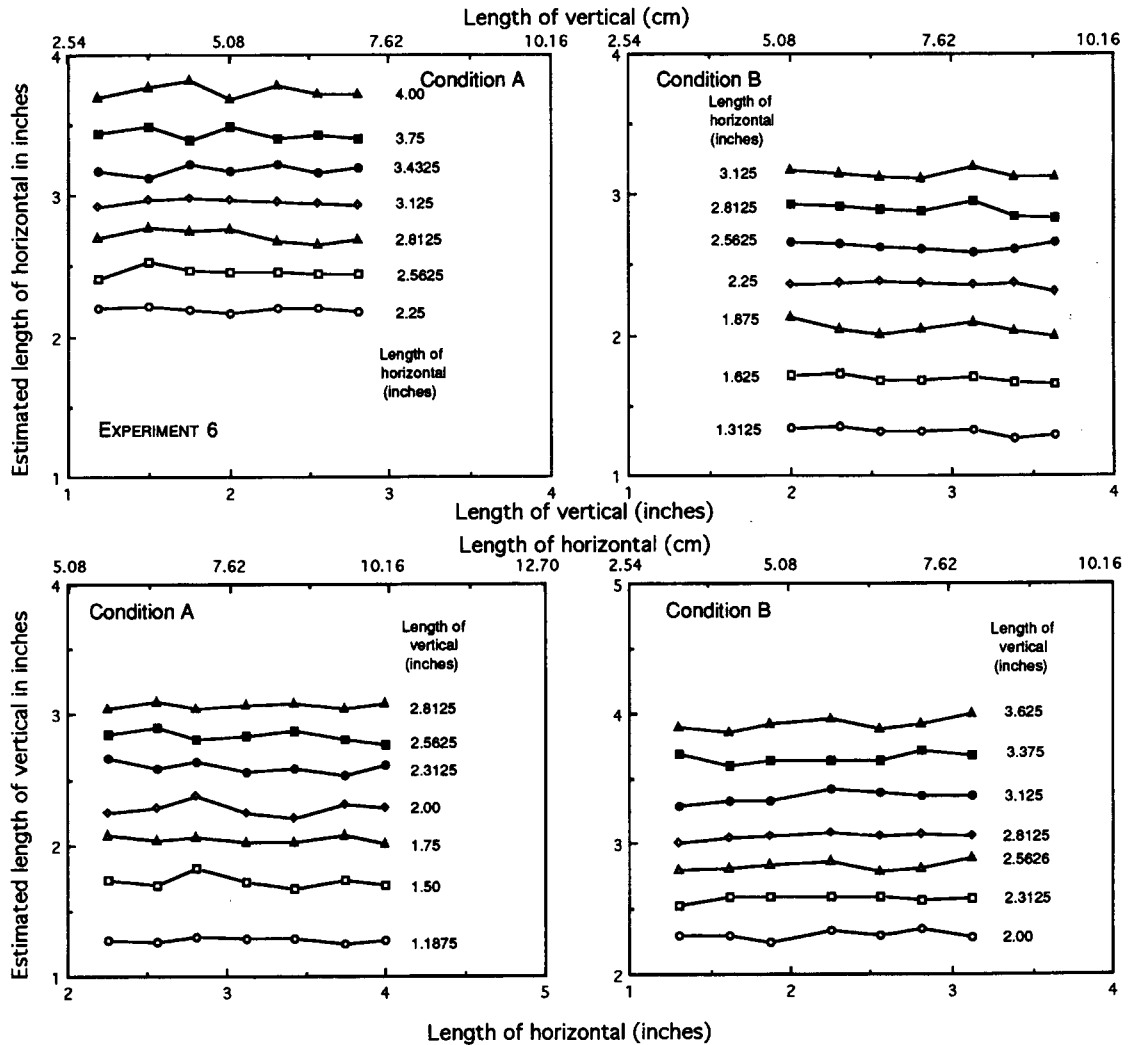 Length of vertical (cm)
2.54 5.08 7.62 10.16 2.54 5.08 7.62 10.16
4 Condition A 4 Condition B
Length of
horizontal
(inches)
4.00
3.75
3.4325
3.125
2.8125
2.5625
2.25
Length of
horizontal
(inches)
3.125
2.8125
2.5625
2.25
1.875
1.625
1.3125
3
2
1
3
2
1
EXPERIMENT 6
Estimated length of horizontal in inches
1 2 3 4 1 2 3 4
Length of vertical (inches)
Length of horizontal (cm)
5.08 7.62 10.16 12.70 2.54 5.08 7.62 10.16
4 Condition A 5 Condition B
Length of
vertical
(inches)
2.8125
2.5625
2.3125
2.00
1.75
1.50
1.1875
Length of
vertical
(inches)
3.625
3.375
3.125
2.8125
2.5626
2.3125
2.00
3
2
1
4
3
2
Estimated length of vertical in inches
2 3 4 5 1 2 3 4
Length of horizontal (inches)